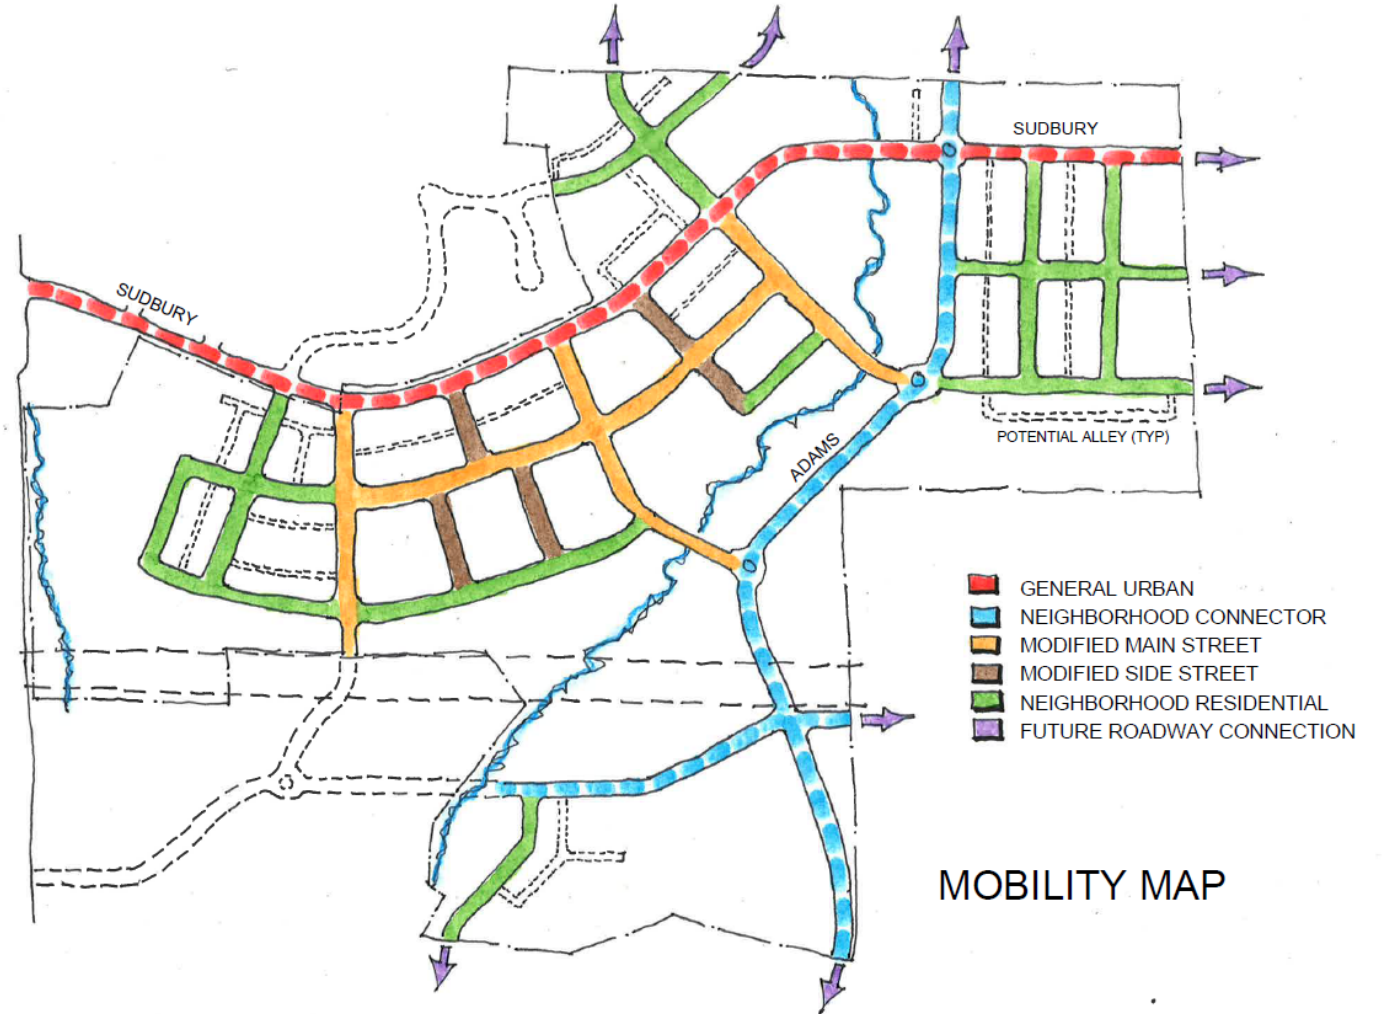 SUDBURY
SUDBURY
POTENTIAL ALLEY (TYP)
ADAMS
GENERAL URBAN
NEIGHBORHOOD CONNECTOR
MODIFIED MAIN STREET
MODIFIED SIDE STREET
NEIGHBORHOOD RESIDENTIAL
FUTURE ROADWAY CONNECTION
MOBILITY MAP